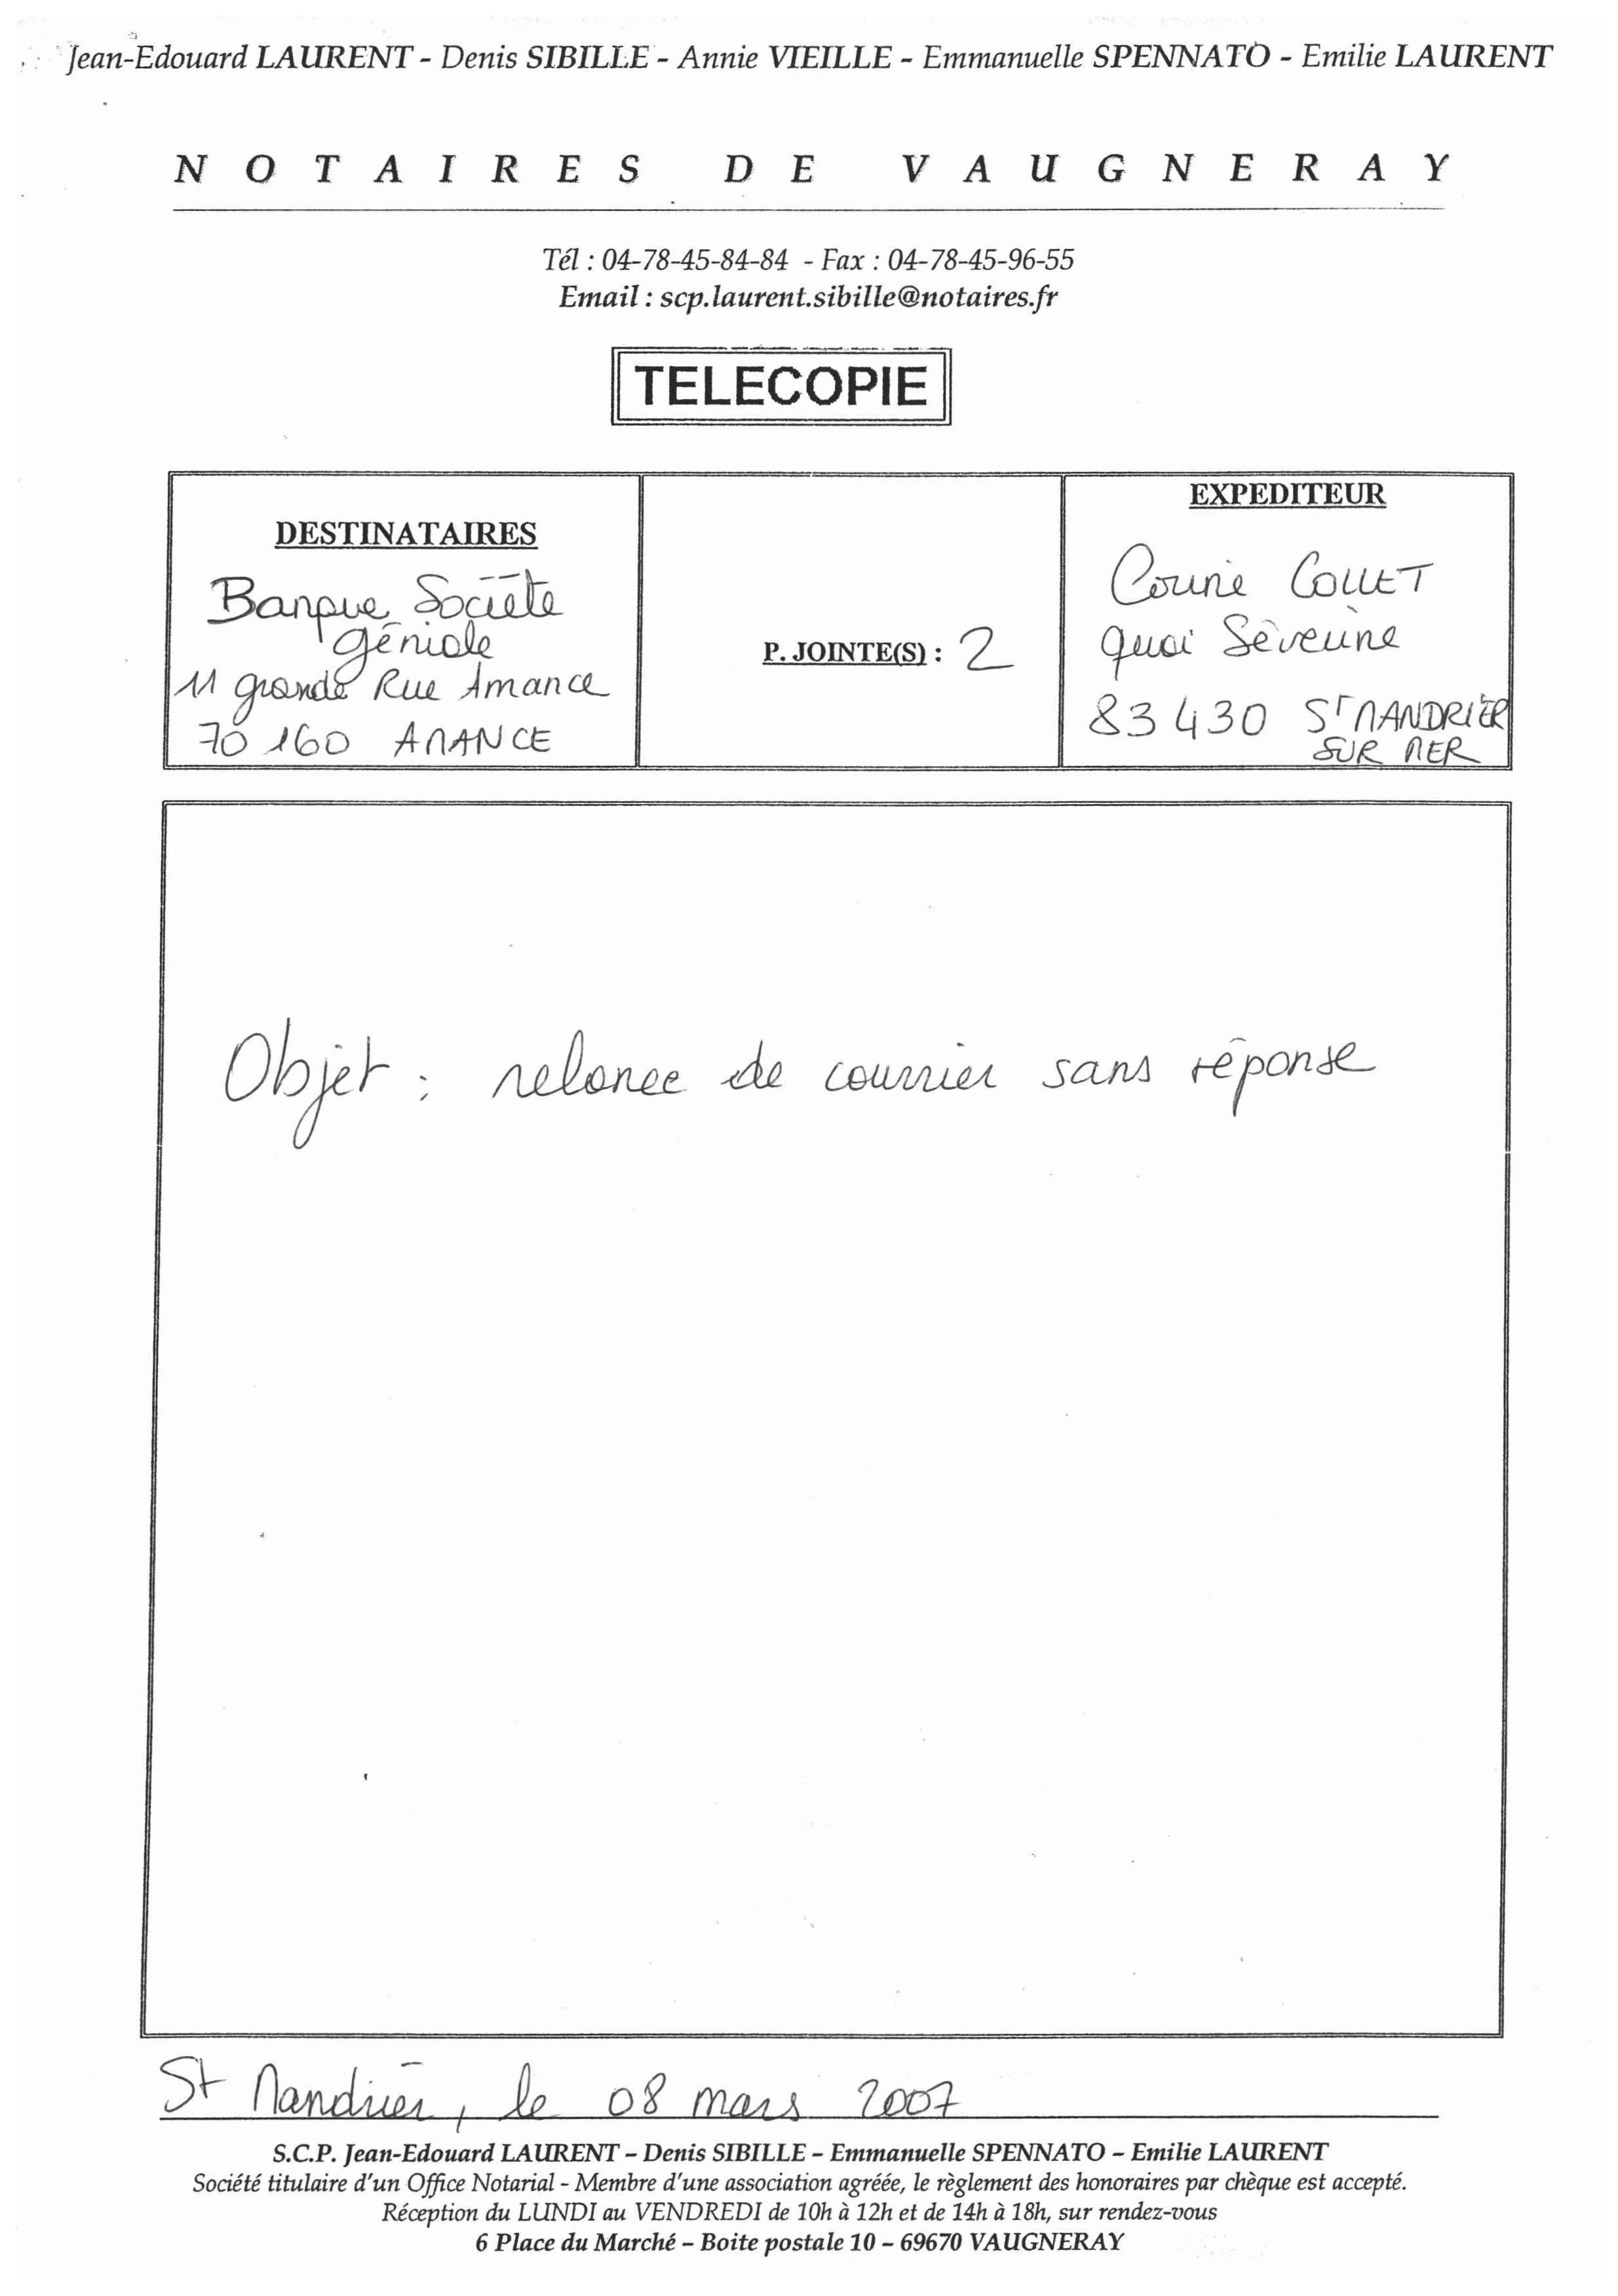 Jean-Edouard LAURENT - Denis SIBILLE - Annie VIEILLE - Emmanuelle SPENNATO - Emilie LAURENT
NOTAIRES DE VAUGNERAY
Tél : 04-78-45-84-84 - Fax : 04-78-45-96-55
Email : scp.laurent.sibille@notaires.fr
TELECOPIE
DESTINATAIRES
Banque Société
géniale
11 grande Rue Amance
70 160 AMANCE
P. JOINTE(S) : 2
EXPEDITEUR
Corine COLLET
quai Séverine
83430 St MANDRIER
SUR MER
Objet : relance de courrier sans réponse
St Mandrier, le 08 mars 2007
S.C.P. Jean-Edouard LAURENT – Denis SIBILLE – Emmanuelle SPENNATO – Emilie LAURENT
Société titulaire d'un Office Notarial - Membre d'une association agréée, le règlement des honoraires par chèque est accepté.
Réception du LUNDI au VENDREDI de 10h à 12h et de 14h à 18h, sur rendez-vous
6 Place du Marché – Boite postale 10 – 69670 VAUGNERAY